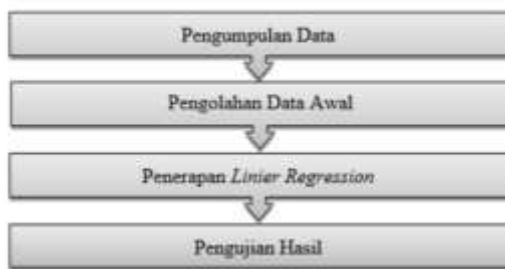 Pengumpulan Data
Pengolahan Data Awal
Penerapan Linier Regression
Pengujian Hasil